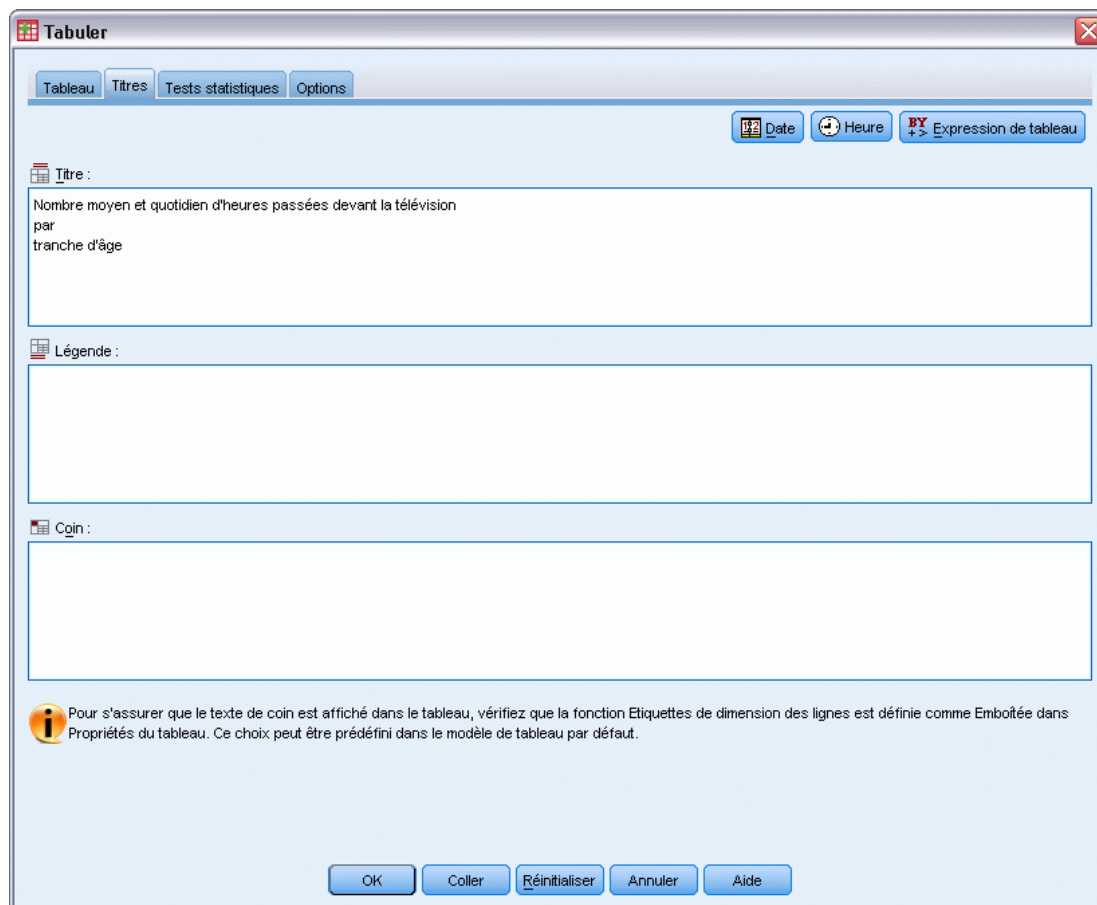 Tabuler
Tableau Titres Tests statistiques Options
Date Heure BY + > Expression de tableau
Titre :
Nombre moyen et quotidien d'heures passées devant la télévision
par
tranche d'âge
Légende :
Coin :
Pour s'assurer que le texte de coin est affiché dans le tableau, vérifiez que la fonction Etiquettes de dimension des lignes est définie comme Emboîtée dans
Propriétés du tableau. Ce choix peut être prédéfini dans le modèle de tableau par défaut.
OK Coller Réinitialiser Annuler Aide